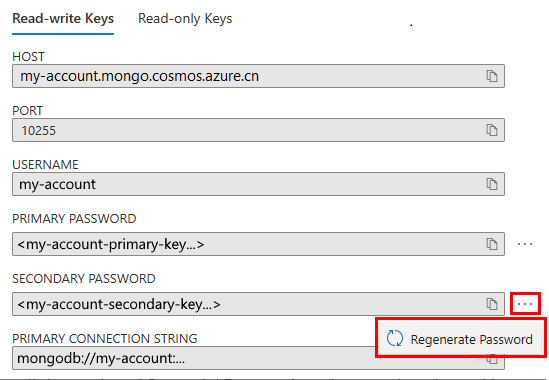 Read-write Keys Read-only Keys
HOST
my-account.mongo.cosmos.azure.cn
PORT
10255
USERNAME
my-account
PRIMARY PASSWORD
<my-account-primary-key...>
...
SECONDARY PASSWORD
<my-account-secondary-key...>
...
Regenerate Password
PRIMARY CONNECTION STRING
mongodb://my-account:...